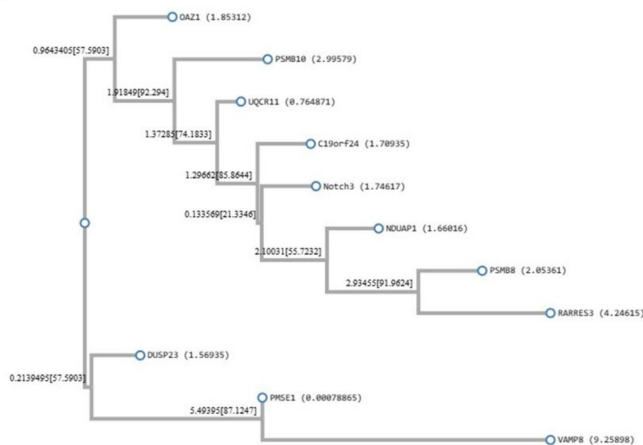 OAZ1 (1.85312)
0.9643405[57.5903]
PSMB10 (2.99579)
1.91849[92.294]
UQCR11 (0.764871)
1.37285[74.1833]
C19orf24 (1.70935)
1.29662[85.8644]
Notch3 (1.74617)
0.133569[21.3346]
NDUAP1 (1.66016)
2.10031[55.7232]
PSMB8 (2.05361)
2.93455[91.9624]
RARRES3 (4.24615)
DUSP23 (1.56935)
0.2139495[57.5903]
PMSE1 (0.00078865)
5.49395[87.1247]
VAMP8 (9.25898)